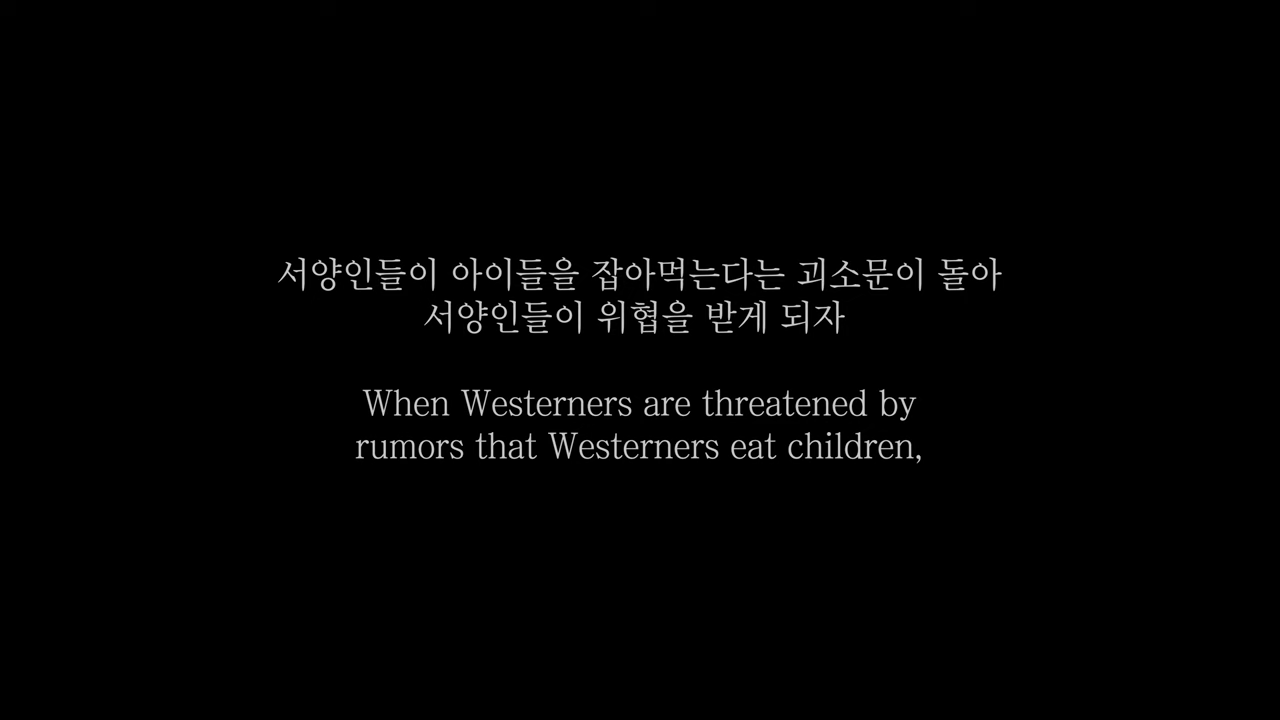 서양인들이 아이들을 잡아먹는다는 괴소문이 돌아
서양인들이 위협을 받게 되자
When Westerners are threatened by
rumors that Westerners eat children,